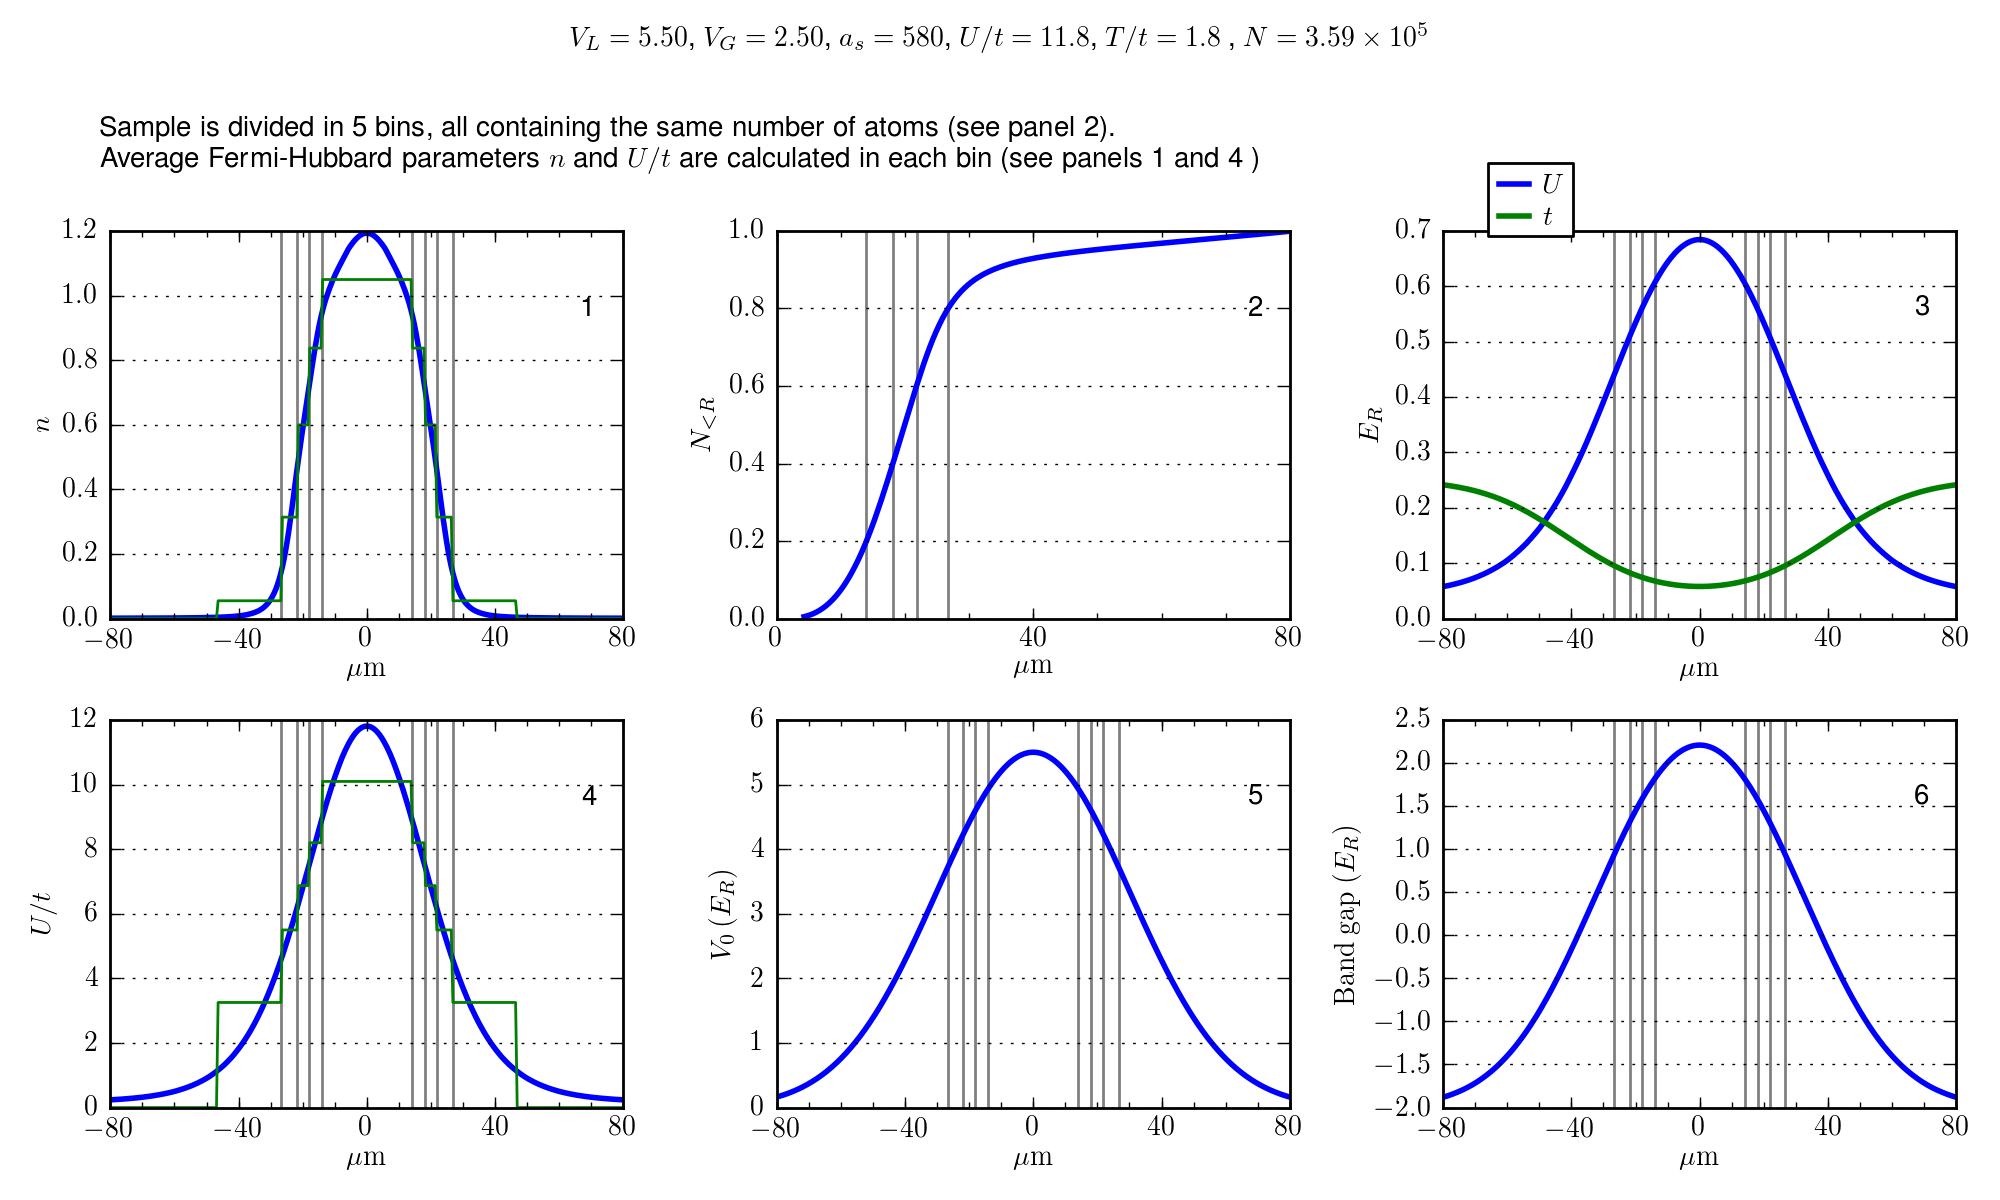 V_L = 5.50, V_G = 2.50, a_s = 580, U/t = 11.8, T/t = 1.8 , N = 3.59 × 10^5
Sample is divided in 5 bins, all containing the same number of atoms (see panel 2).
Average Fermi-Hubbard parameters n and U/t are calculated in each bin (see panels 1 and 4 )
U
t
1.2
1.0
0.8
0.6
0.4
0.2
0.0
n
1
−80 −40 0 40 80
μm
1.0
0.8
0.6
0.4
0.2
0.0
N_{<R}
2
0 40 80
μm
0.7
0.6
0.5
0.4
0.3
0.2
0.1
0.0
E_R
3
−80 −40 0 40 80
μm
12
10
8
6
4
2
0
U/t
4
−80 −40 0 40 80
μm
6
5
4
3
2
1
0
V_0 (E_R)
5
−80 −40 0 40 80
μm
2.5
2.0
1.5
1.0
0.5
0.0
−0.5
−1.0
−1.5
−2.0
Band gap (E_R)
6
−80 −40 0 40 80
μm